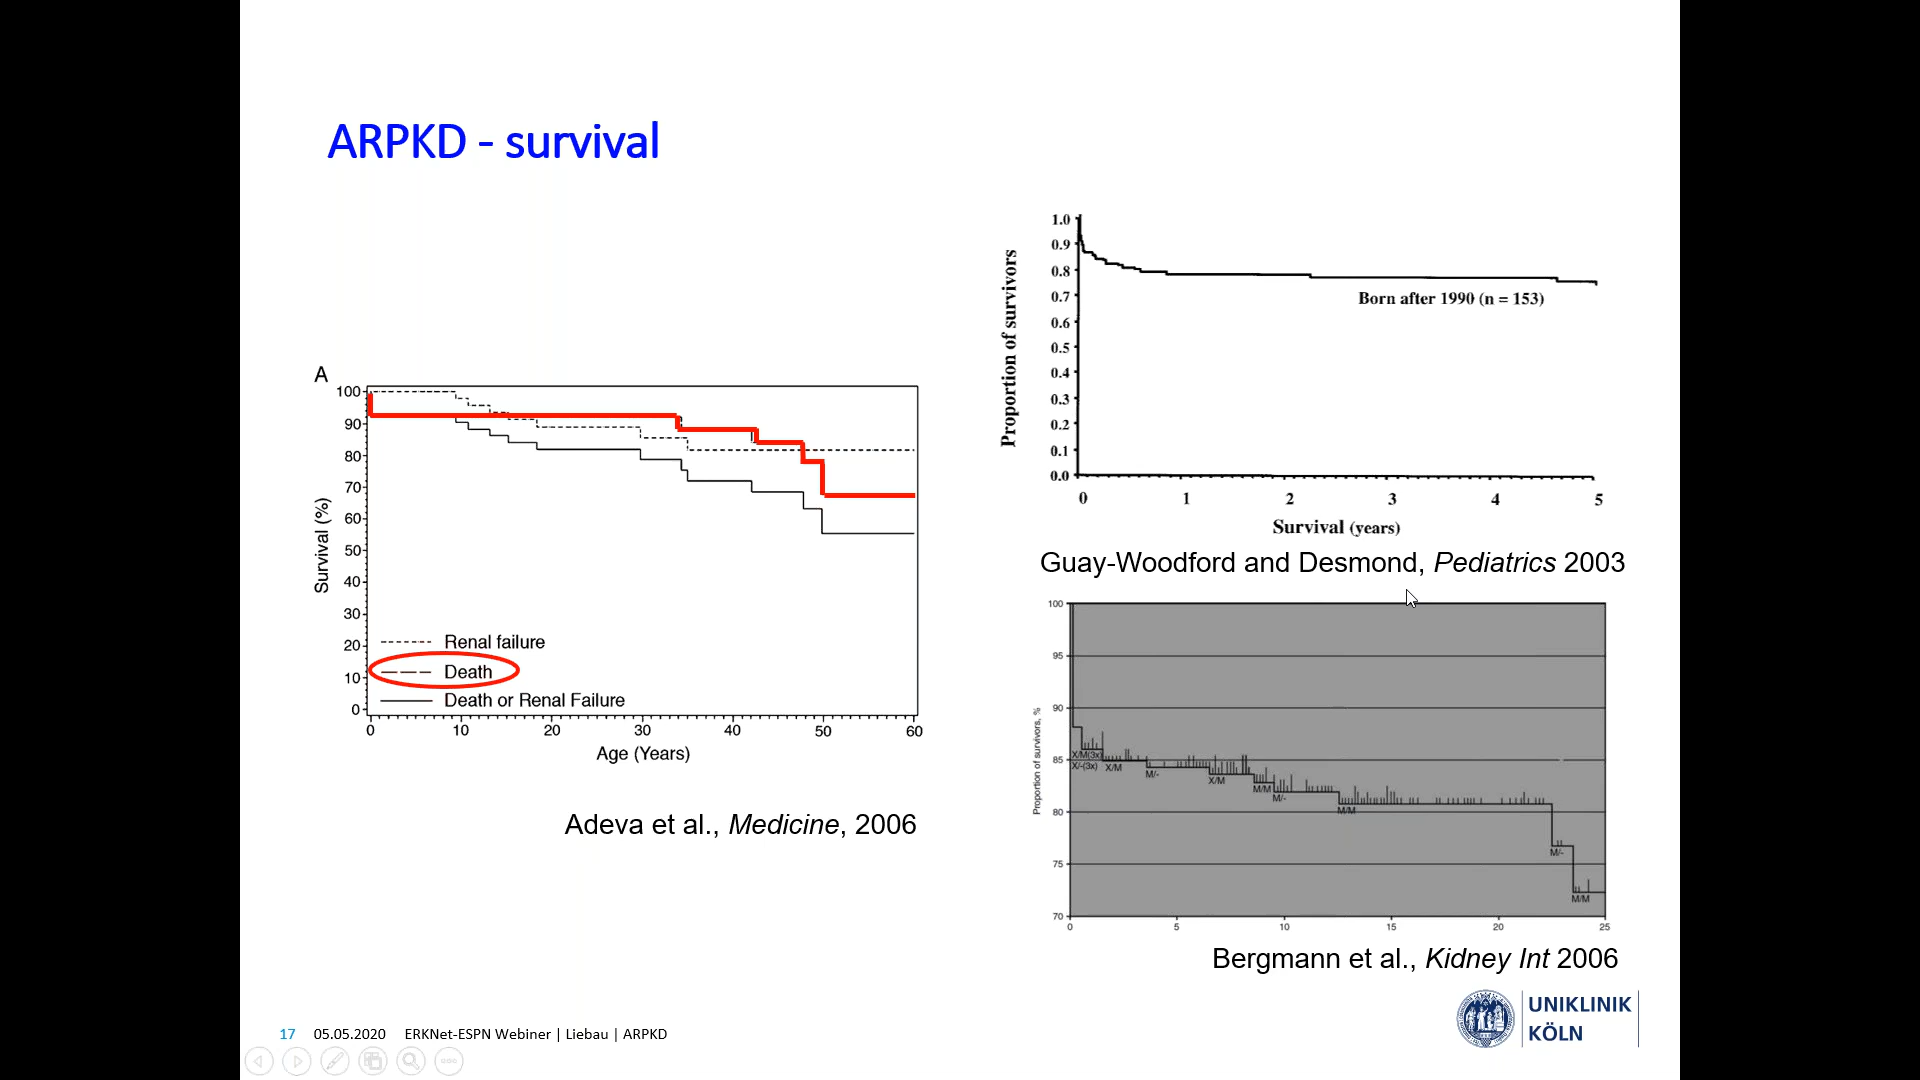 ARPKD - survival
A
100
90
80
70
60
50
40
30
20
10
0
Survival (%)
Renal failure
Death
Death or Renal Failure
0 10 20 30 40 50 60
Age (Years)
Adeva et al., Medicine, 2006
1.0
0.9
0.8
0.7
0.6
0.5
0.4
0.3
0.2
0.1
0.0
Proportion of survivors
Born after 1990 (n = 153)
0 1 2 3 4 5
Survival (years)
Guay-Woodford and Desmond, Pediatrics 2003
100
95
90
85
80
75
70
Proportion of survivors, %
X/M(3x)
X/-(3x)
X/M
M/-
X/M
M/M
M/-
M/M
M/-
M/M
0 5 10 15 20 25
Bergmann et al., Kidney Int 2006
UNIKLINIK
KÖLN
17 05.05.2020 ERKNet-ESPN Webiner | Liebau | ARPKD